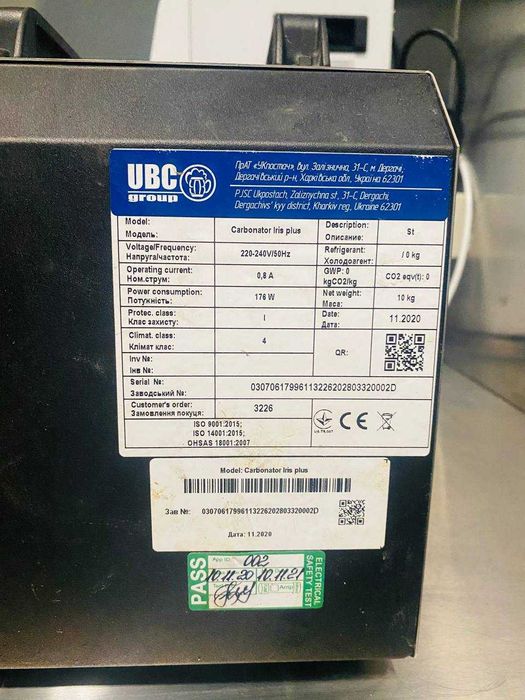 UBC
group
ПрАТ «УКпостач», вул. Залізнична, 31-С, м. Дергачі,
Дергачівський р-н, Харківська обл., Україна 62301
PJSC Ukpostach, Zaliznychna st , 31-C, Dergachi,
Dergachivs' kyy district, Kharkiv reg., Ukraine 62301
Model:
Модель:
Carbonator Iris plus
Description:
Описание:
St
Voltage/Frequency:
Напруга/частота:
220-240V/50Hz
Refrigerant:
Холодоагент:
/ 0 kg
Operating current:
Ном.струм:
0,8 A
GWP: 0
kgCO2/kg
CO2 eqv(t): 0
Power consumption:
Потужність:
176 W
Net weight:
Маса:
10 kg
Protec. class:
Клас захисту:
I
Date:
Дата:
11.2020
Climat. class:
Клімат клас:
4
QR:
Inv №:
Інв №:
Serial №:
Заводський №:
03070617996113226202803320002D
Customer's order:
Замовлення покуця:
3226
ISO 9001:2015;
ISO 14001:2015;
OHSAS 18001:2007
CE
Model: Carbonator Iris plus
Зав №: 03070617996113226202803320002D
Дата: 11.2020
PASS
App ID
002
10.11.20 10.11.21
ELECTRICAL
SAFETY TEST